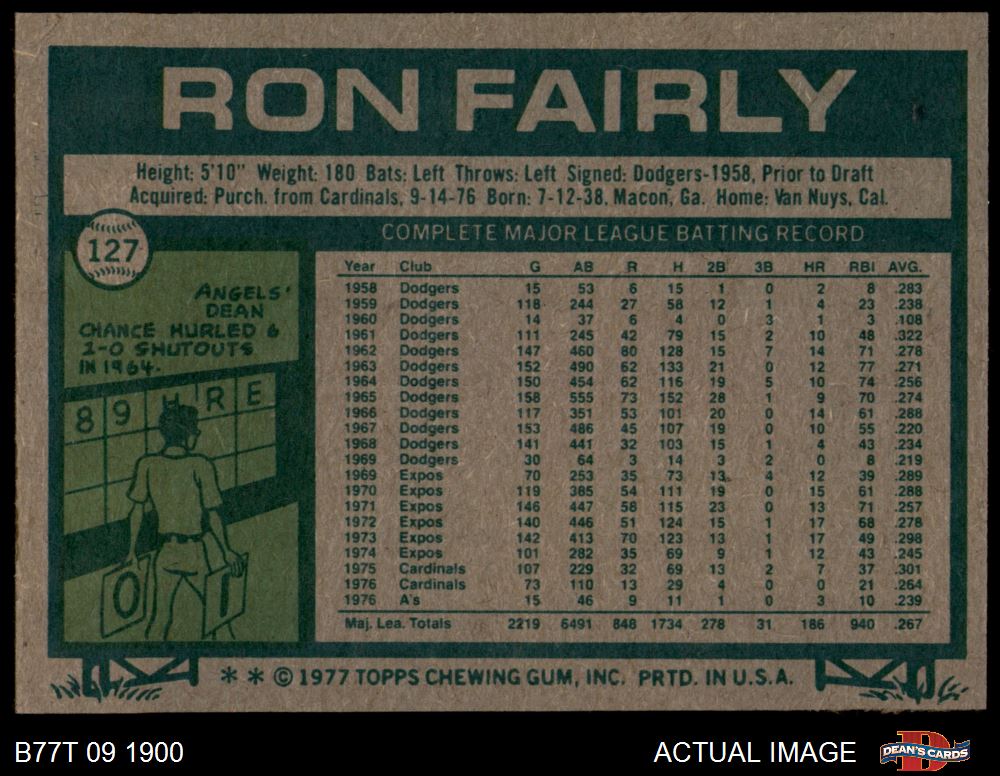 RON FAIRLY
Height: 5'10" Weight: 180 Bats: Left Throws: Left Signed: Dodgers-1958, Prior to Draft
Acquired: Purch. from Cardinals, 9-14-76 Born: 7-12-38, Macon, Ga. Home: Van Nuys, Cal.
127
ANGELS'
DEAN
CHANCE HURLED 6
1-0 SHUTOUTS
IN 1964.
8 9 H R E
0 1
COMPLETE MAJOR LEAGUE BATTING RECORD
Year Club G AB R H 2B 3B HR RBI AVG.
1958 Dodgers 15 53 6 15 1 0 2 8 .283
1959 Dodgers 118 244 27 58 12 1 4 23 .238
1960 Dodgers 14 37 6 4 0 3 1 3 .108
1961 Dodgers 111 245 42 79 15 2 10 48 .322
1962 Dodgers 147 460 80 128 15 7 14 71 .278
1963 Dodgers 152 490 62 133 21 0 12 77 .271
1964 Dodgers 150 454 62 116 19 5 10 74 .256
1965 Dodgers 158 555 73 152 28 1 9 70 .274
1966 Dodgers 117 351 53 101 20 0 14 61 .288
1967 Dodgers 153 486 45 107 19 0 10 55 .220
1968 Dodgers 141 441 32 103 15 1 4 43 .234
1969 Dodgers 30 64 3 14 3 2 0 8 .219
1969 Expos 70 253 35 73 13 4 12 39 .289
1970 Expos 119 385 54 111 19 0 15 61 .288
1971 Expos 146 447 58 115 23 0 13 71 .257
1972 Expos 140 446 51 124 15 1 17 68 .278
1973 Expos 142 413 70 123 13 1 17 49 .298
1974 Expos 101 282 35 69 9 1 12 43 .245
1975 Cardinals 107 229 32 69 13 2 7 37 .301
1976 Cardinals 73 110 13 29 4 0 0 21 .264
1976 A's 15 46 9 11 1 0 3 10 .239
Maj. Lea. Totals 2219 6491 848 1734 278 31 186 940 .267
* * © 1977 TOPPS CHEWING GUM, INC. PRTD. IN U.S.A.
B77T 09 1900
ACTUAL IMAGE
DEAN'S CARDS